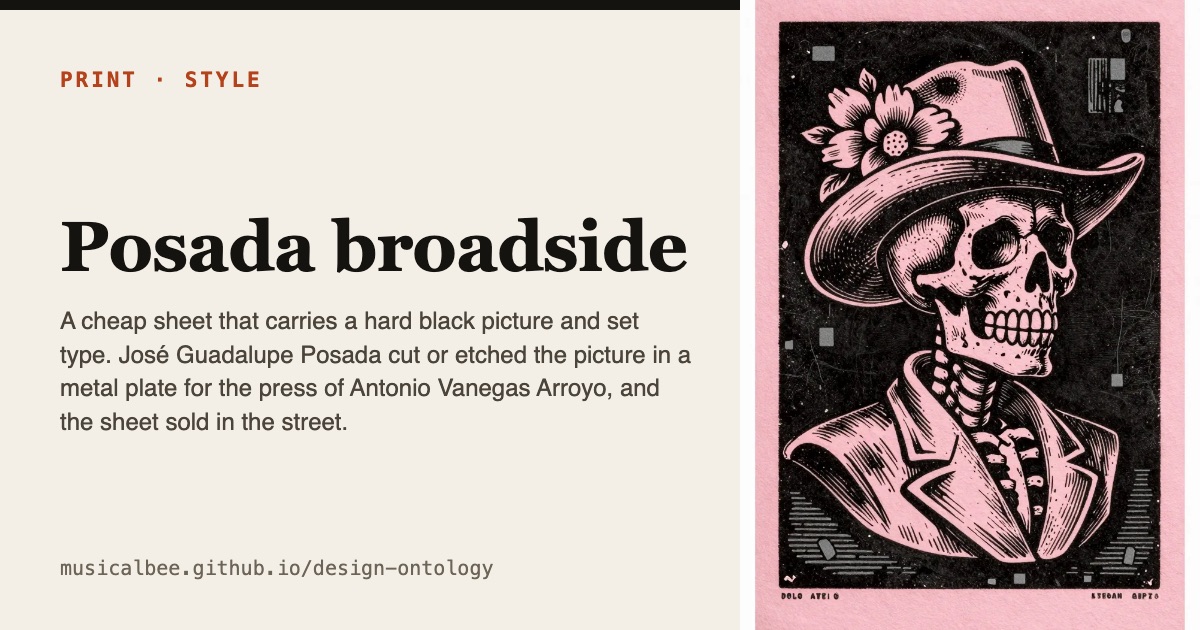 PRINT · STYLE
Posada broadside
A cheap sheet that carries a hard black picture and set
type. José Guadalupe Posada cut or etched the picture in a
metal plate for the press of Antonio Vanegas Arroyo, and
the sheet sold in the street.
musicalbee.github.io/design-ontology